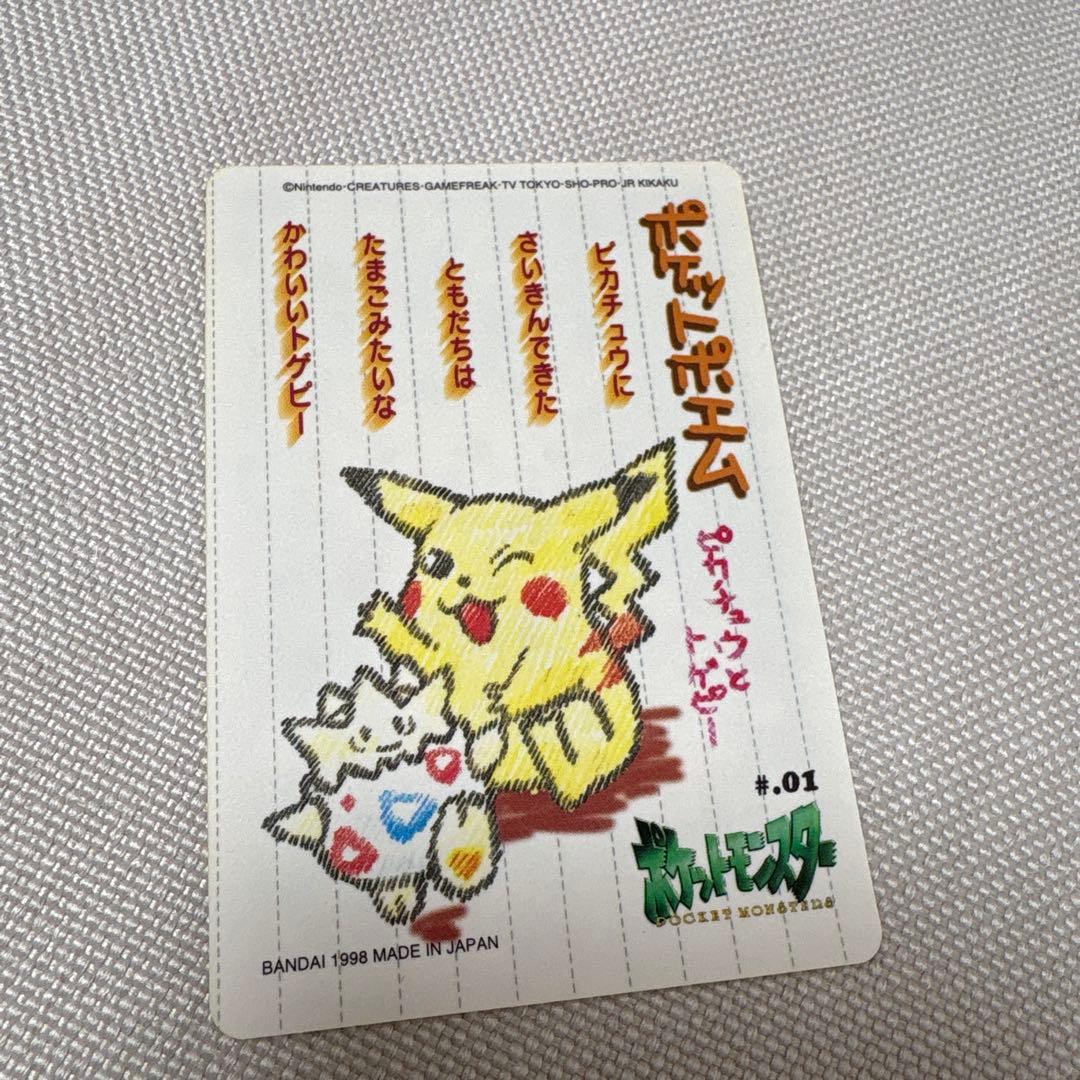 ©Nintendo·CREATURES·GAMEFREAK·TV TOKYO·SHO-PRO·JR KIKAKU
ポケットポエム
ピカチュウに
さいきんできた
ともだちは
たまごみたいな
かわいいトゲピー
ピカチュウと
トゲピー
#.01
ポケットモンスター
POCKET MONSTERS
BANDAI 1998 MADE IN JAPAN